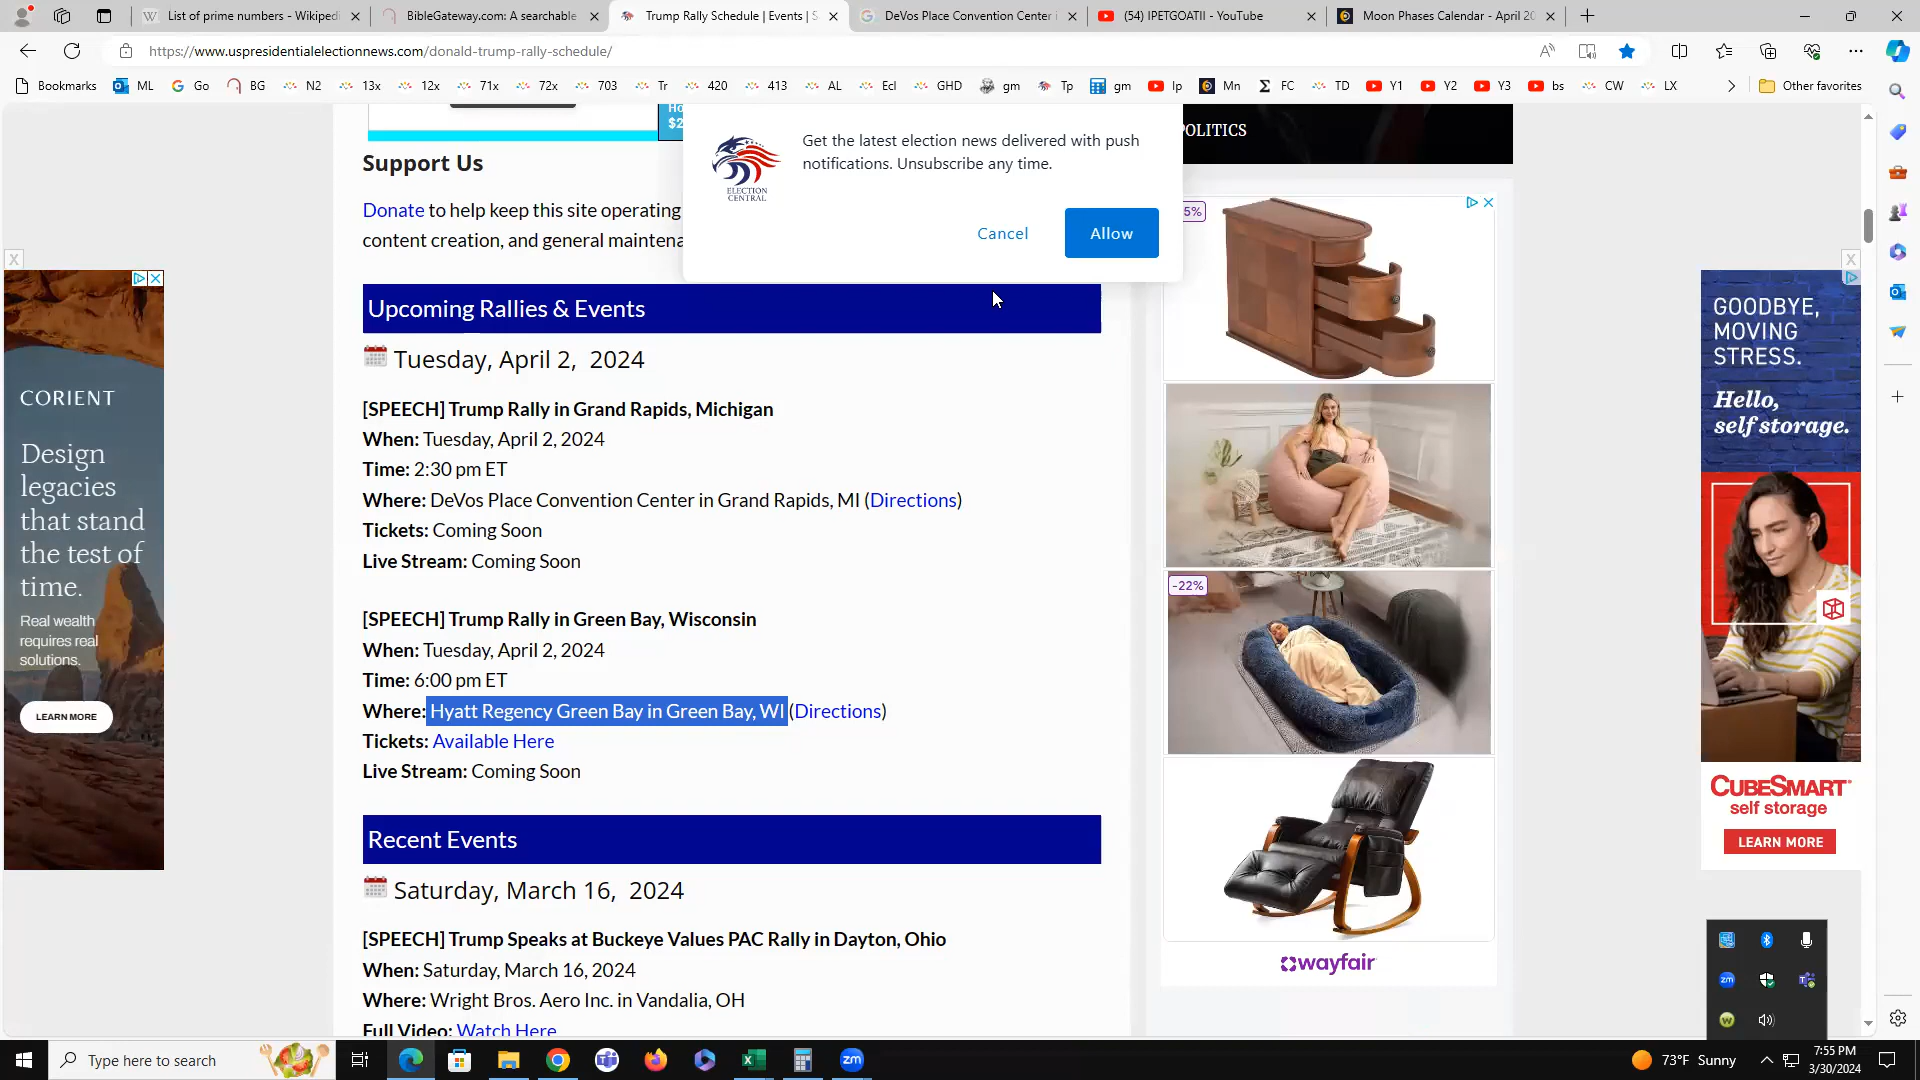 List of prime numbers - Wikiped
BibleGateway.com: A searchable
Trump Rally Schedule | Events | S
DeVos Place Convention Center i
(54) IPETGOATII - YouTube
Moon Phases Calendar - April 20
https://www.uspresidentialelectionnews.com/donald-trump-rally-schedule/
Bookmarks ML Go BG N2 13x 12x 71x 72x 703 Tr 420 413 AL Ecl GHD gm Tp gm Ip Mn FC TD Y1 Y2 Y3 bs CW LX Other favorites
Ho
$2
Support Us
Donate to help keep this site operating
content creation, and general maintena
Get the latest election news delivered with push
notifications. Unsubscribe any time.
ELECTION
CENTRAL
Cancel
Allow
POLITICS
Upcoming Rallies & Events
Tuesday, April 2, 2024
[SPEECH] Trump Rally in Grand Rapids, Michigan
When: Tuesday, April 2, 2024
Time: 2:30 pm ET
Where: DeVos Place Convention Center in Grand Rapids, MI (Directions)
Tickets: Coming Soon
Live Stream: Coming Soon
[SPEECH] Trump Rally in Green Bay, Wisconsin
When: Tuesday, April 2, 2024
Time: 6:00 pm ET
Where: Hyatt Regency Green Bay in Green Bay, WI (Directions)
Tickets: Available Here
Live Stream: Coming Soon
Recent Events
Saturday, March 16, 2024
[SPEECH] Trump Speaks at Buckeye Values PAC Rally in Dayton, Ohio
When: Saturday, March 16, 2024
Where: Wright Bros. Aero Inc. in Vandalia, OH
Full Video: Watch Here
X
CORIENT
Design
legacies
that stand
the test of
time.
Real wealth
requires real
solutions.
LEARN MORE
5%
-22%
wayfair
X
GOODBYE,
MOVING
STRESS.
Hello,
self storage.
CUBESMART
self storage
LEARN MORE
Type here to search
73°F Sunny
7:55 PM
3/30/2024